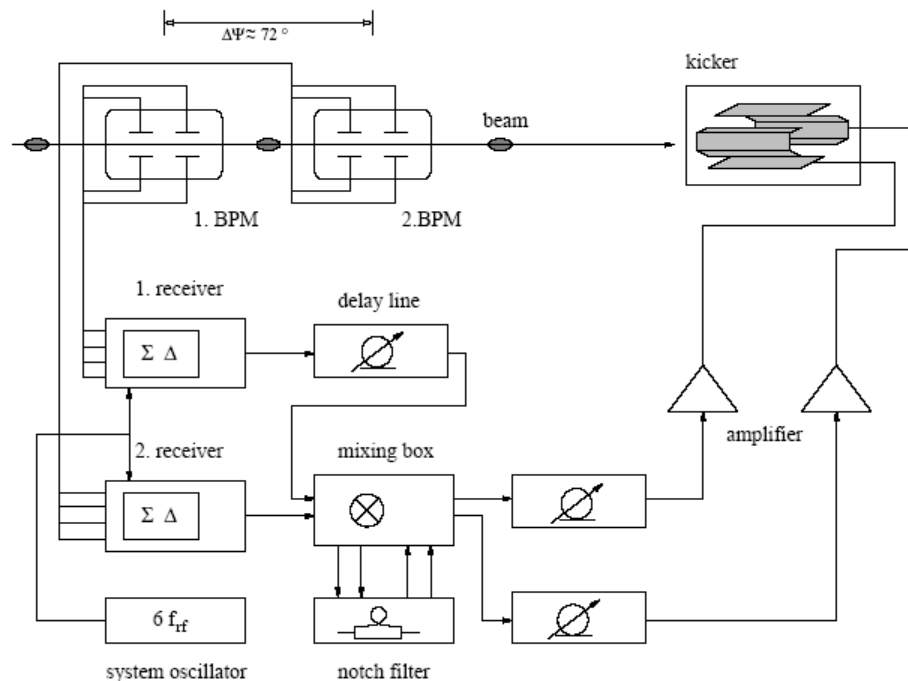 ΔΨ≈ 72 °
kicker
beam
1. BPM
2.BPM
1. receiver
delay line
Σ Δ
amplifier
2. receiver
mixing box
Σ Δ
6 f_rf
system oscillator
notch filter